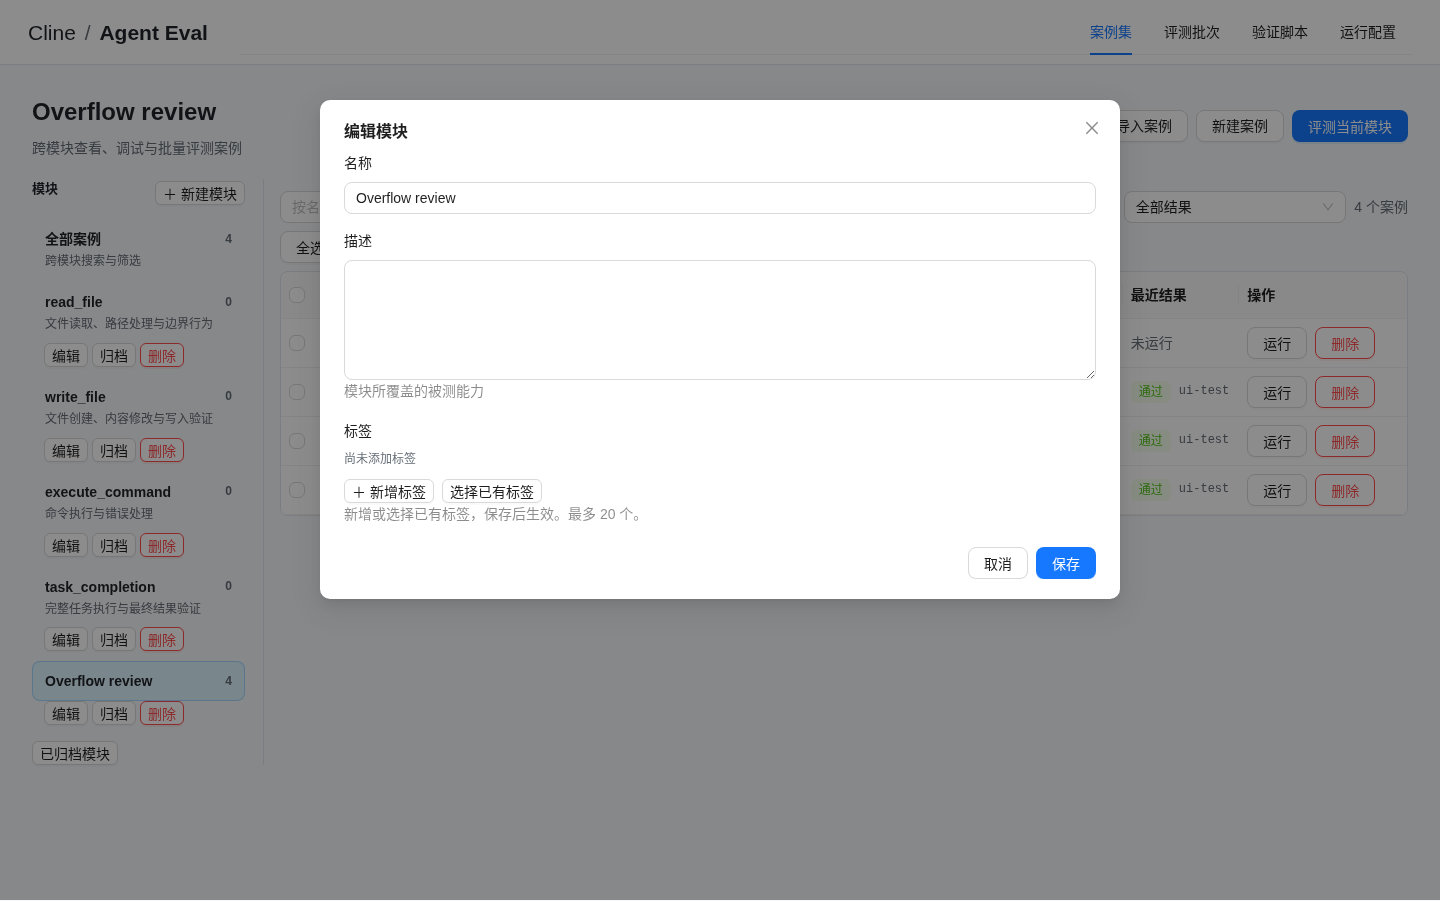 Cline / Agent Eval
案例集
评测批次
验证脚本
运行配置
Overflow review
跨模块查看、调试与批量评测案例
导入案例
新建案例
评测当前模块
模块
新建模块
全部案例
4
跨模块搜索与筛选
read_file
0
文件读取、路径处理与边界行为
编辑
归档
删除
write_file
0
文件创建、内容修改与写入验证
编辑
归档
删除
execute_command
0
命令执行与错误处理
编辑
归档
删除
task_completion
0
完整任务执行与最终结果验证
编辑
归档
删除
Overflow review
4
编辑
归档
删除
已归档模块
按名
全部结果
4 个案例
全选
最近结果
操作
未运行
运行
删除
通过
ui-test
运行
删除
通过
ui-test
运行
删除
通过
ui-test
运行
删除
编辑模块
名称
Overflow review
描述
模块所覆盖的被测能力
标签
尚未添加标签
新增标签
选择已有标签
新增或选择已有标签，保存后生效。最多 20 个。
取消
保存